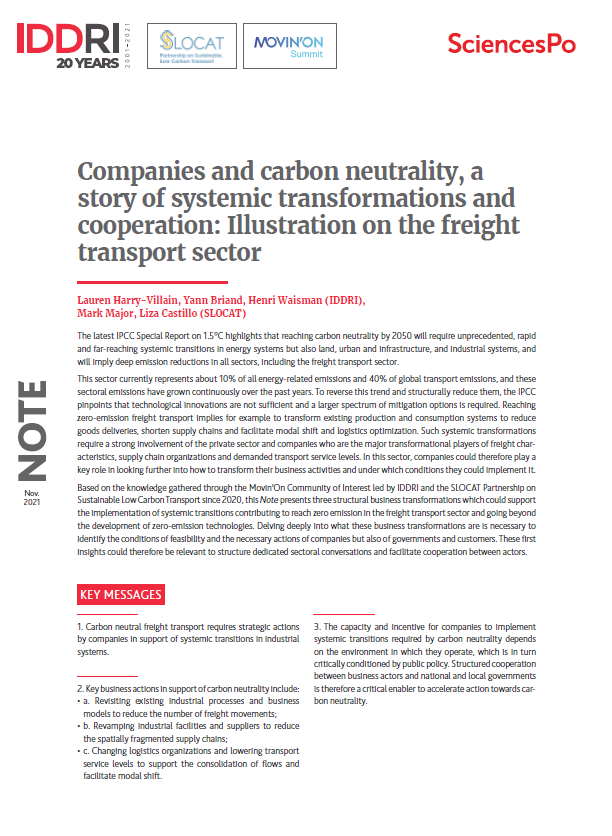 IDDRI
20 YEARS
2001-2021
SLOCAT
Partnership on Sustainable,
Low Carbon Transport
MOVIN'ON
Summit
SciencesPo
Companies and carbon neutrality, a
story of systemic transformations and
cooperation: Illustration on the freight
transport sector
Lauren Harry-Villain, Yann Briand, Henri Waisman (IDDRI),
Mark Major, Liza Castillo (SLOCAT)
The latest IPCC Special Report on 1.5°C highlights that reaching carbon neutrality by 2050 will require unprecedented, rapid
and far-reaching systemic transitions in energy systems but also land, urban and infrastructure, and industrial systems, and
will imply deep emission reductions in all sectors, including the freight transport sector.
This sector currently represents about 10% of all energy-related emissions and 40% of global transport emissions, and these
sectoral emissions have grown continuously over the past years. To reverse this trend and structurally reduce them, the IPCC
pinpoints that technological innovations are not sufficient and a larger spectrum of mitigation options is required. Reaching
zero-emission freight transport implies for example to transform existing production and consumption systems to reduce
goods deliveries, shorten supply chains and facilitate modal shift and logistics optimization. Such systemic transformations
require a strong involvement of the private sector and companies who are the major transformational players of freight char-
acteristics, supply chain organizations and demanded transport service levels. In this sector, companies could therefore play a
key role in looking further into how to transform their business activities and under which conditions they could implement it.
Based on the knowledge gathered through the Movin'On Community of Interest led by IDDRI and the SLOCAT Partnership on
Sustainable Low Carbon Transport since 2020, this Note presents three structural business transformations which could support
the implementation of systemic transitions contributing to reach zero emission in the freight transport sector and going beyond
the development of zero-emission technologies. Delving deeply into what these business transformations are is necessary to
identify the conditions of feasibility and the necessary actions of companies but also of governments and customers. These first
insights could therefore be relevant to structure dedicated sectoral conversations and facilitate cooperation between actors.
NOTE
Nov.
2021
KEY MESSAGES
1. Carbon neutral freight transport requires strategic actions
by companies in support of systemic transitions in industrial
systems.
2. Key business actions in support of carbon neutrality include:
• a. Revisiting existing industrial processes and business
models to reduce the number of freight movements;
• b. Revamping industrial facilities and suppliers to reduce
the spatially fragmented supply chains;
• c. Changing logistics organizations and lowering transport
service levels to support the consolidation of flows and
facilitate modal shift.
3. The capacity and incentive for companies to implement
systemic transitions required by carbon neutrality depends
on the environment in which they operate, which is in turn
critically conditioned by public policy. Structured cooperation
between business actors and national and local governments
is therefore a critical enabler to accelerate action towards car-
bon neutrality.